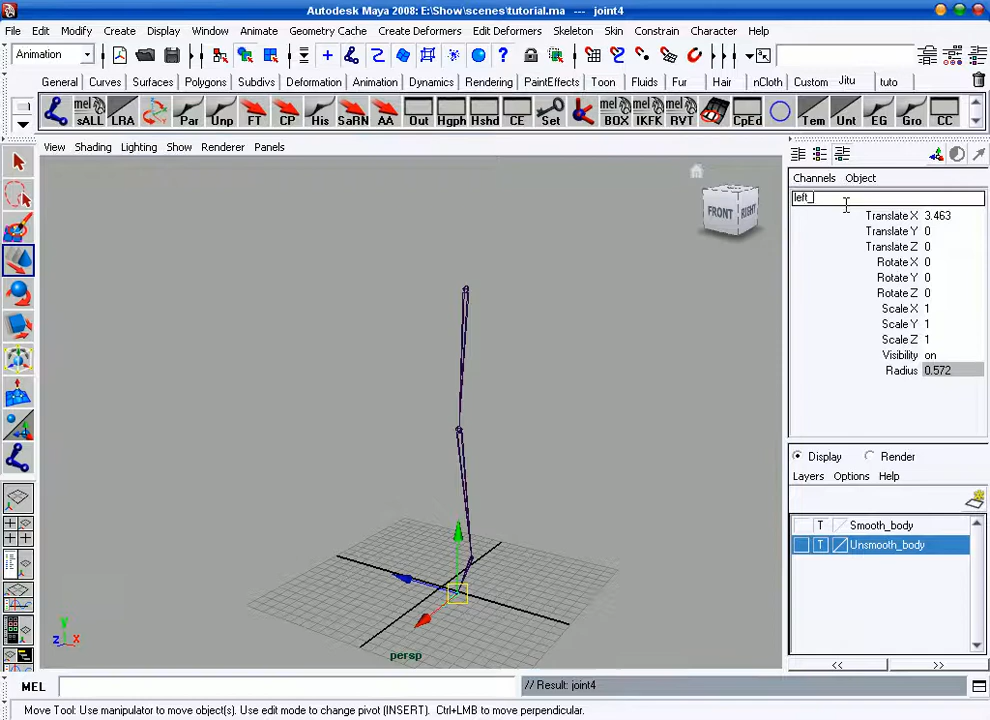 Autodesk Maya 2008: E:\Show\scenes\tutorial.ma --- joint4
File Edit Modify Create Display Window Animate Geometry Cache Create Deformers Edit Deformers Skeleton Skin Constrain Character Help
Animation
General Curves Surfaces Polygons Subdivs Deformation Animation Dynamics Rendering PaintEffects Toon Fluids Fur Hair nCloth Custom Jitu tuto
mel mel mel mel
sALL LRA Par Unp FT CP His SaRN AA Out Hgph Hshd CE Set BOX IKFK RVT CpEd Tem Unt EG Gro CC
View Shading Lighting Show Renderer Panels
Channels Object
left_
Translate X 3.463
Translate Y 0
Translate Z 0
Rotate X 0
Rotate Y 0
Rotate Z 0
Scale X 1
Scale Y 1
Scale Z 1
Visibility on
Radius 0.572
FRONT RIGHT
Display Render
Layers Options Help
T Smooth_body
T Unsmooth_body
y
z x
persp
<< >>
MEL // Result: joint4
Move Tool: Use manipulator to move object(s). Use edit mode to change pivot (INSERT). Ctrl+LMB to move perpendicular.